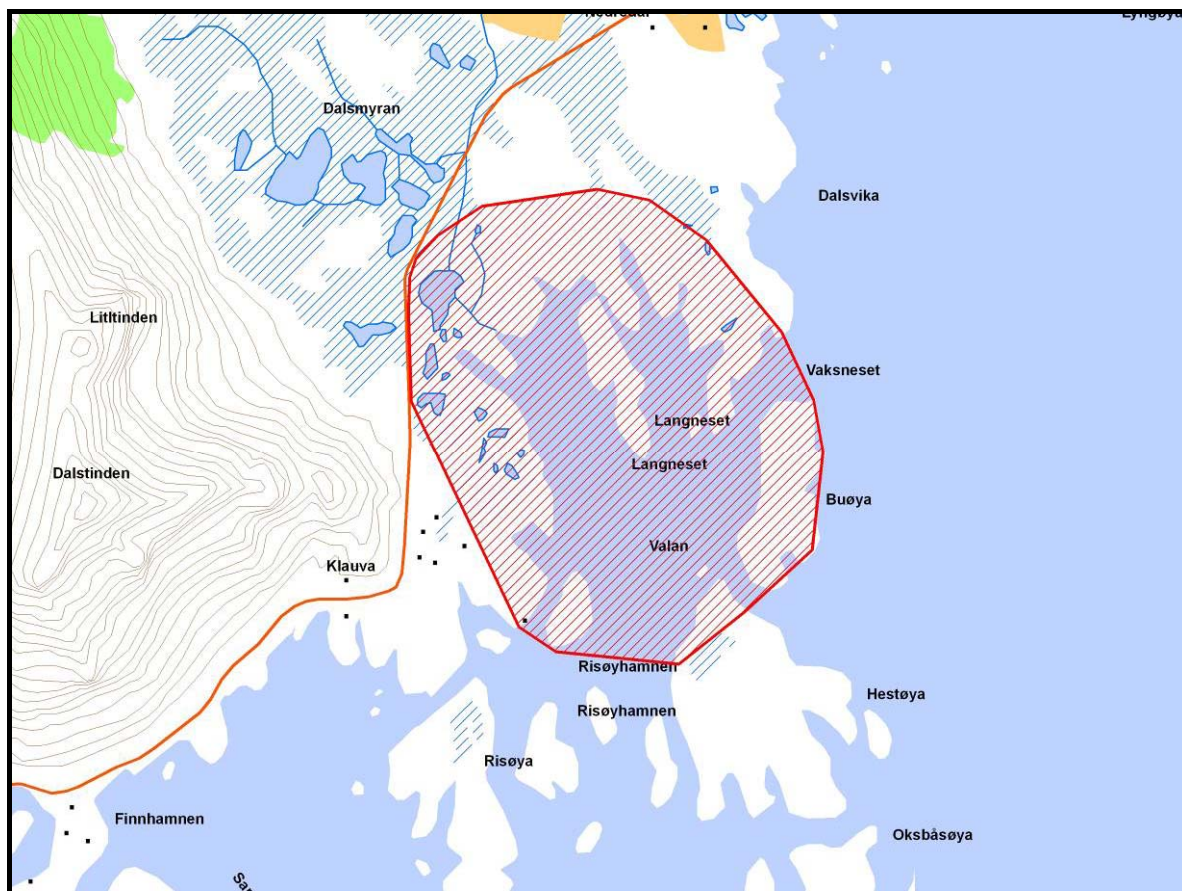 Dalsmyran
Dalsvika
Litltinden
Vaksneset
Langneset
Langneset
Dalstinden
Buøya
Valan
Klauva
Risøyhamnen
Hestøya
Risøyhamnen
Risøya
Finnhamnen
Oksbåsøya